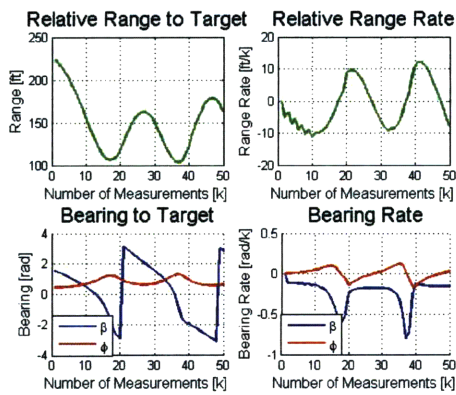 Relative Range to Target
Range [ft]
250
200
150
100
0 10 20 30 40 50
Number of Measurements [k]
Relative Range Rate
Range Rate [ft/k]
20
10
0
-10
-20
0 10 20 30 40 50
Number of Measurements [k]
Bearing to Target
Bearing [rad]
4
2
0
-2
-4
β
ϕ
0 10 20 30 40 50
Number of Measurements [k]
Bearing Rate
Bearing Rate [rad/k]
0.5
0
-0.5
-1
β
ϕ
0 10 20 30 40 50
Number of Measurements [k]